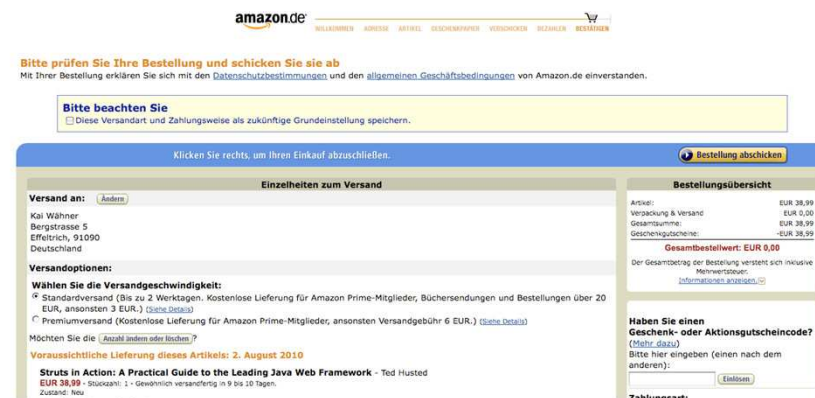 amazon.de
WILLKOMMEN ADRESSE ARTIKEL GESCHENKPAPIER VERSCHICKEN BEZAHLEN BESTÄTIGEN
Bitte prüfen Sie Ihre Bestellung und schicken Sie sie ab
Mit Ihrer Bestellung erklären Sie sich mit den Datenschutzbestimmungen und den allgemeinen Geschäftsbedingungen von Amazon.de einverstanden.
Bitte beachten Sie
Diese Versandart und Zahlungsweise als zukünftige Grundeinstellung speichern.
Klicken Sie rechts, um Ihren Einkauf abzuschließen.
Bestellung abschicken
Einzelheiten zum Versand
Versand an: Ändern
Kai Wähner
Bergstrasse 5
Effeltrich, 91090
Deutschland
Versandoptionen:
Wählen Sie die Versandgeschwindigkeit:
Standardversand (Bis zu 2 Werktagen. Kostenlose Lieferung für Amazon Prime-Mitglieder, Büchersendungen und Bestellungen über 20
EUR, ansonsten 3 EUR.) (Siehe Details)
Premiumversand (Kostenlose Lieferung für Amazon Prime-Mitglieder, ansonsten Versandgebühr 6 EUR.) (Siehe Details)
Möchten Sie die Anzahl ändern oder löschen?
Voraussichtliche Lieferung dieses Artikels: 2. August 2010
Struts in Action: A Practical Guide to the Leading Java Web Framework - Ted Husted
EUR 38,99 - Stückzahl: 1 - Gewöhnlich versandfertig in 9 bis 10 Tagen.
Zustand: Neu
Bestellungsübersicht
Artikel: EUR 38,99
Verpackung & Versand EUR 0,00
Gesamtsumme: EUR 38,99
Geschenkgutscheine: -EUR 38,99
Gesamtbestellwert: EUR 0,00
Der Gesamtbetrag der Bestellung versteht sich inklusive
Mehrwertsteuer.
Informationen anzeigen.
Haben Sie einen
Geschenk- oder Aktionsgutscheincode?
(Mehr dazu)
Bitte hier eingeben (einen nach dem
anderen):
Einlösen
Zahlungsart: